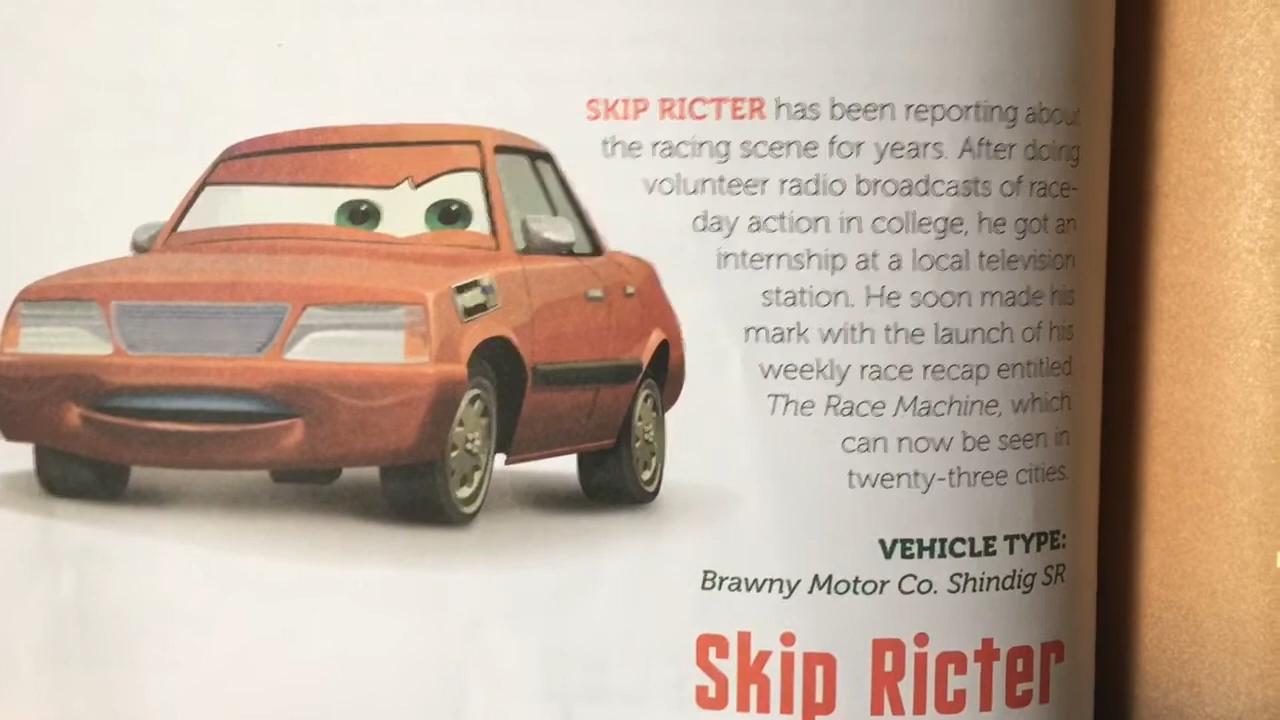 SKIP RICTER has been reporting about
the racing scene for years. After doing
volunteer radio broadcasts of race-
day action in college, he got an
internship at a local television
station. He soon made his
mark with the launch of his
weekly race recap entitled
The Race Machine, which
can now be seen in
twenty-three cities.
VEHICLE TYPE:
Brawny Motor Co. Shindig SR
Skip Ricter